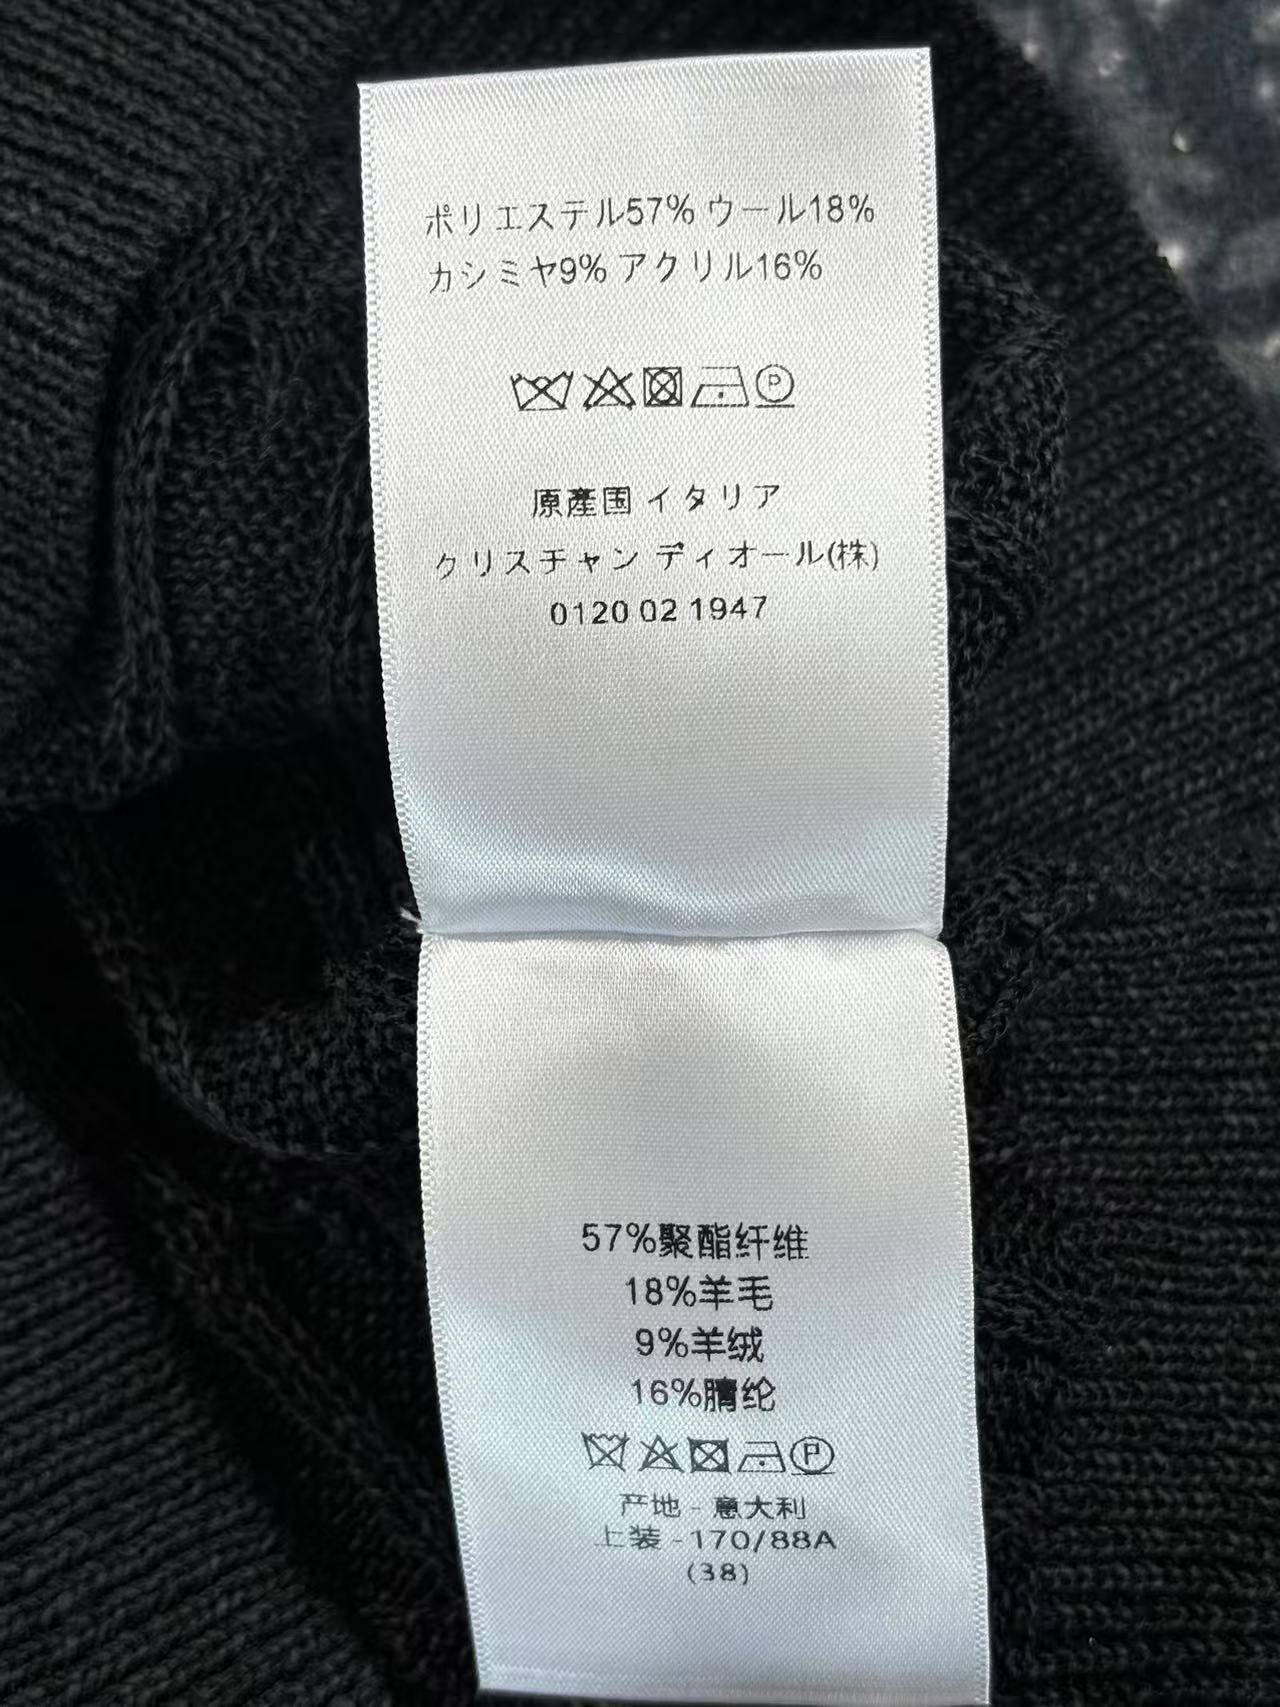 ポリエステル57% ウール18%
カシミヤ9% アクリル16%
P
原産国 イタリア
クリスチャン ディオール(株)
0120 02 1947
57%聚酯纤维
18%羊毛
9%羊绒
16%腈纶
P
产地 - 意大利
上装 - 170/88A
(38)